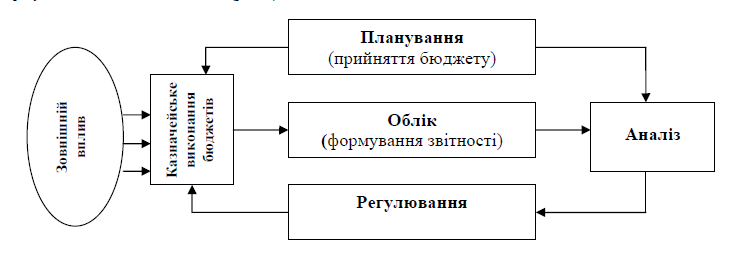 Зовнішній
вплив
Казначейське
виконання
бюджетів
Планування
(прийняття бюджету)
Облік
(формування звітності)
Регулювання
Аналіз